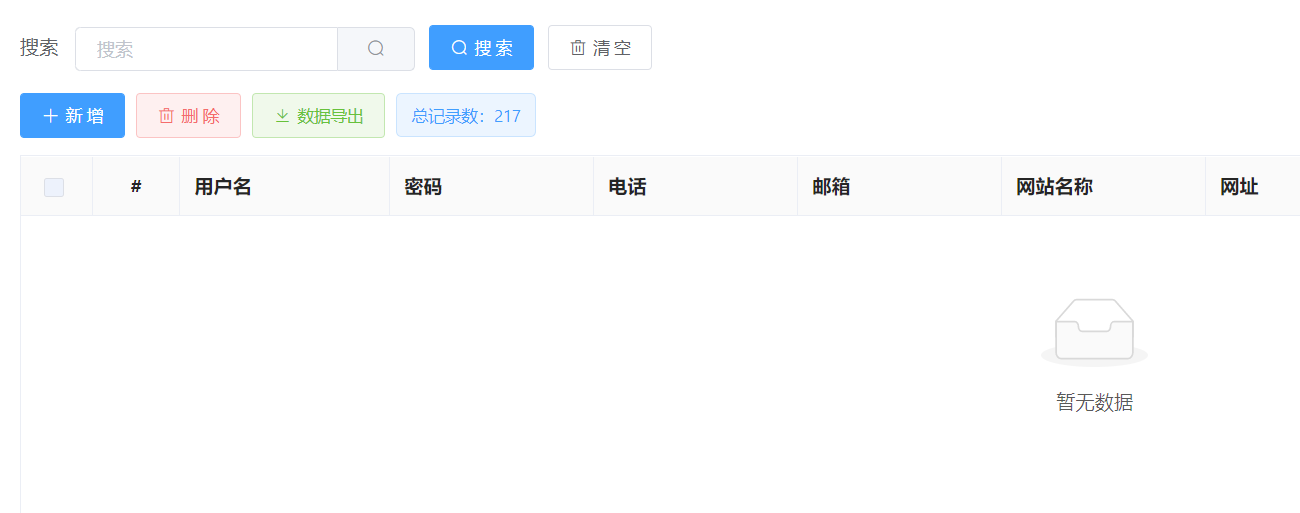 搜索 搜索 搜索 清空
新增 删除 数据导出 总记录数：217
# 用户名 密码 电话 邮箱 网站名称 网址
暂无数据